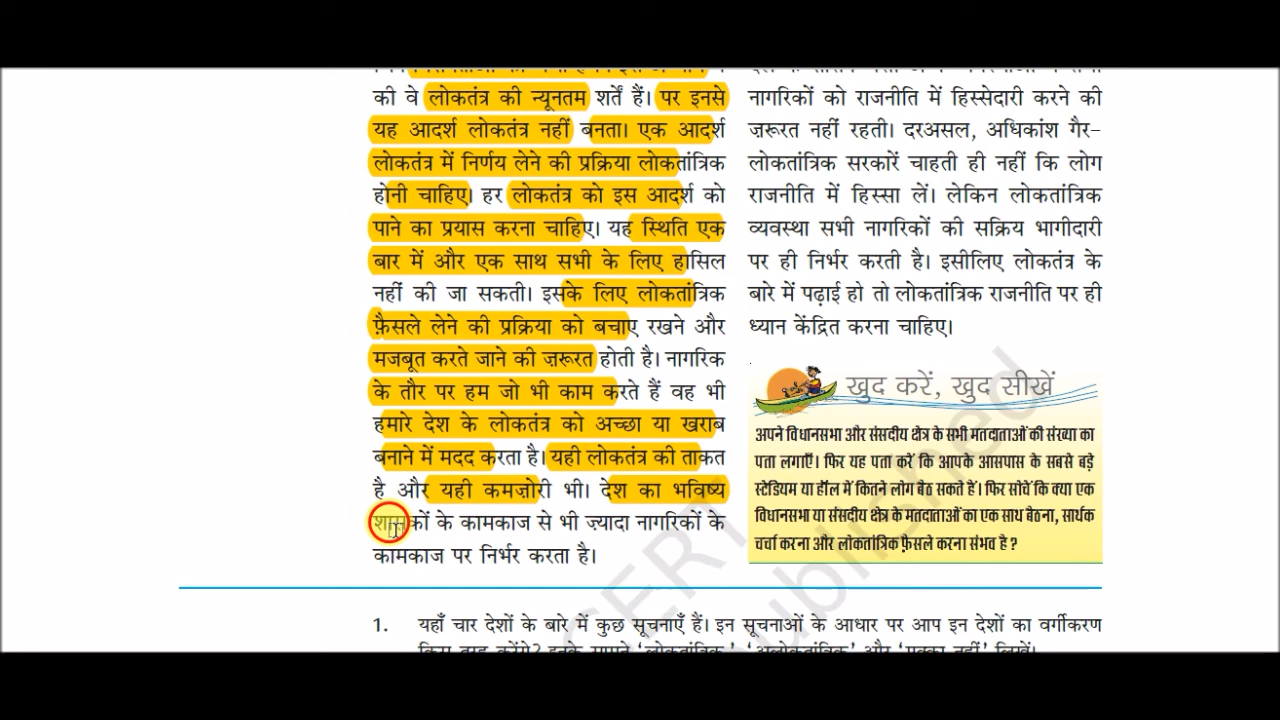 की वे लोकतंत्र की न्यूनतम शर्तें हैं। पर इनसे
यह आदर्श लोकतंत्र नहीं बनता। एक आदर्श
लोकतंत्र में निर्णय लेने की प्रक्रिया लोकतांत्रिक
होनी चाहिए। हर लोकतंत्र को इस आदर्श को
पाने का प्रयास करना चाहिए। यह स्थिति एक
बार में और एक साथ सभी के लिए हासिल
नहीं की जा सकती। इसके लिए लोकतांत्रिक
फ़ैसले लेने की प्रक्रिया को बचाए रखने और
मजबूत करते जाने की ज़रूरत होती है। नागरिक
के तौर पर हम जो भी काम करते हैं वह भी
हमारे देश के लोकतंत्र को अच्छा या खराब
बनाने में मदद करता है। यही लोकतंत्र की ताकत
है और यही कमज़ोरी भी। देश का भविष्य
शासकों के कामकाज से भी ज़्यादा नागरिकों के
कामकाज पर निर्भर करता है।
नागरिकों को राजनीति में हिस्सेदारी करने की
ज़रूरत नहीं रहती। दरअसल, अधिकांश गैर–
लोकतांत्रिक सरकारें चाहती ही नहीं कि लोग
राजनीति में हिस्सा लें। लेकिन लोकतांत्रिक
व्यवस्था सभी नागरिकों की सक्रिय भागीदारी
पर ही निर्भर करती है। इसीलिए लोकतंत्र के
बारे में पढ़ाई हो तो लोकतांत्रिक राजनीति पर ही
ध्यान केंद्रित करना चाहिए।
खुद करें, खुद सीखें
अपने विधानसभा और संसदीय क्षेत्र के सभी मतदाताओं की संख्या का
पता लगाएँ। फिर यह पता करें कि आपके आसपास के सबसे बड़े
स्टेडियम या हॉल में कितने लोग बैठ सकते हैं। फिर सोचें कि क्या एक
विधानसभा या संसदीय क्षेत्र के मतदाताओं का एक साथ बैठना, सार्थक
चर्चा करना और लोकतांत्रिक फ़ैसले करना संभव है?
1. यहाँ चार देशों के बारे में कुछ सूचनाएँ हैं। इन सूचनाओं के आधार पर आप इन देशों का वर्गीकरण